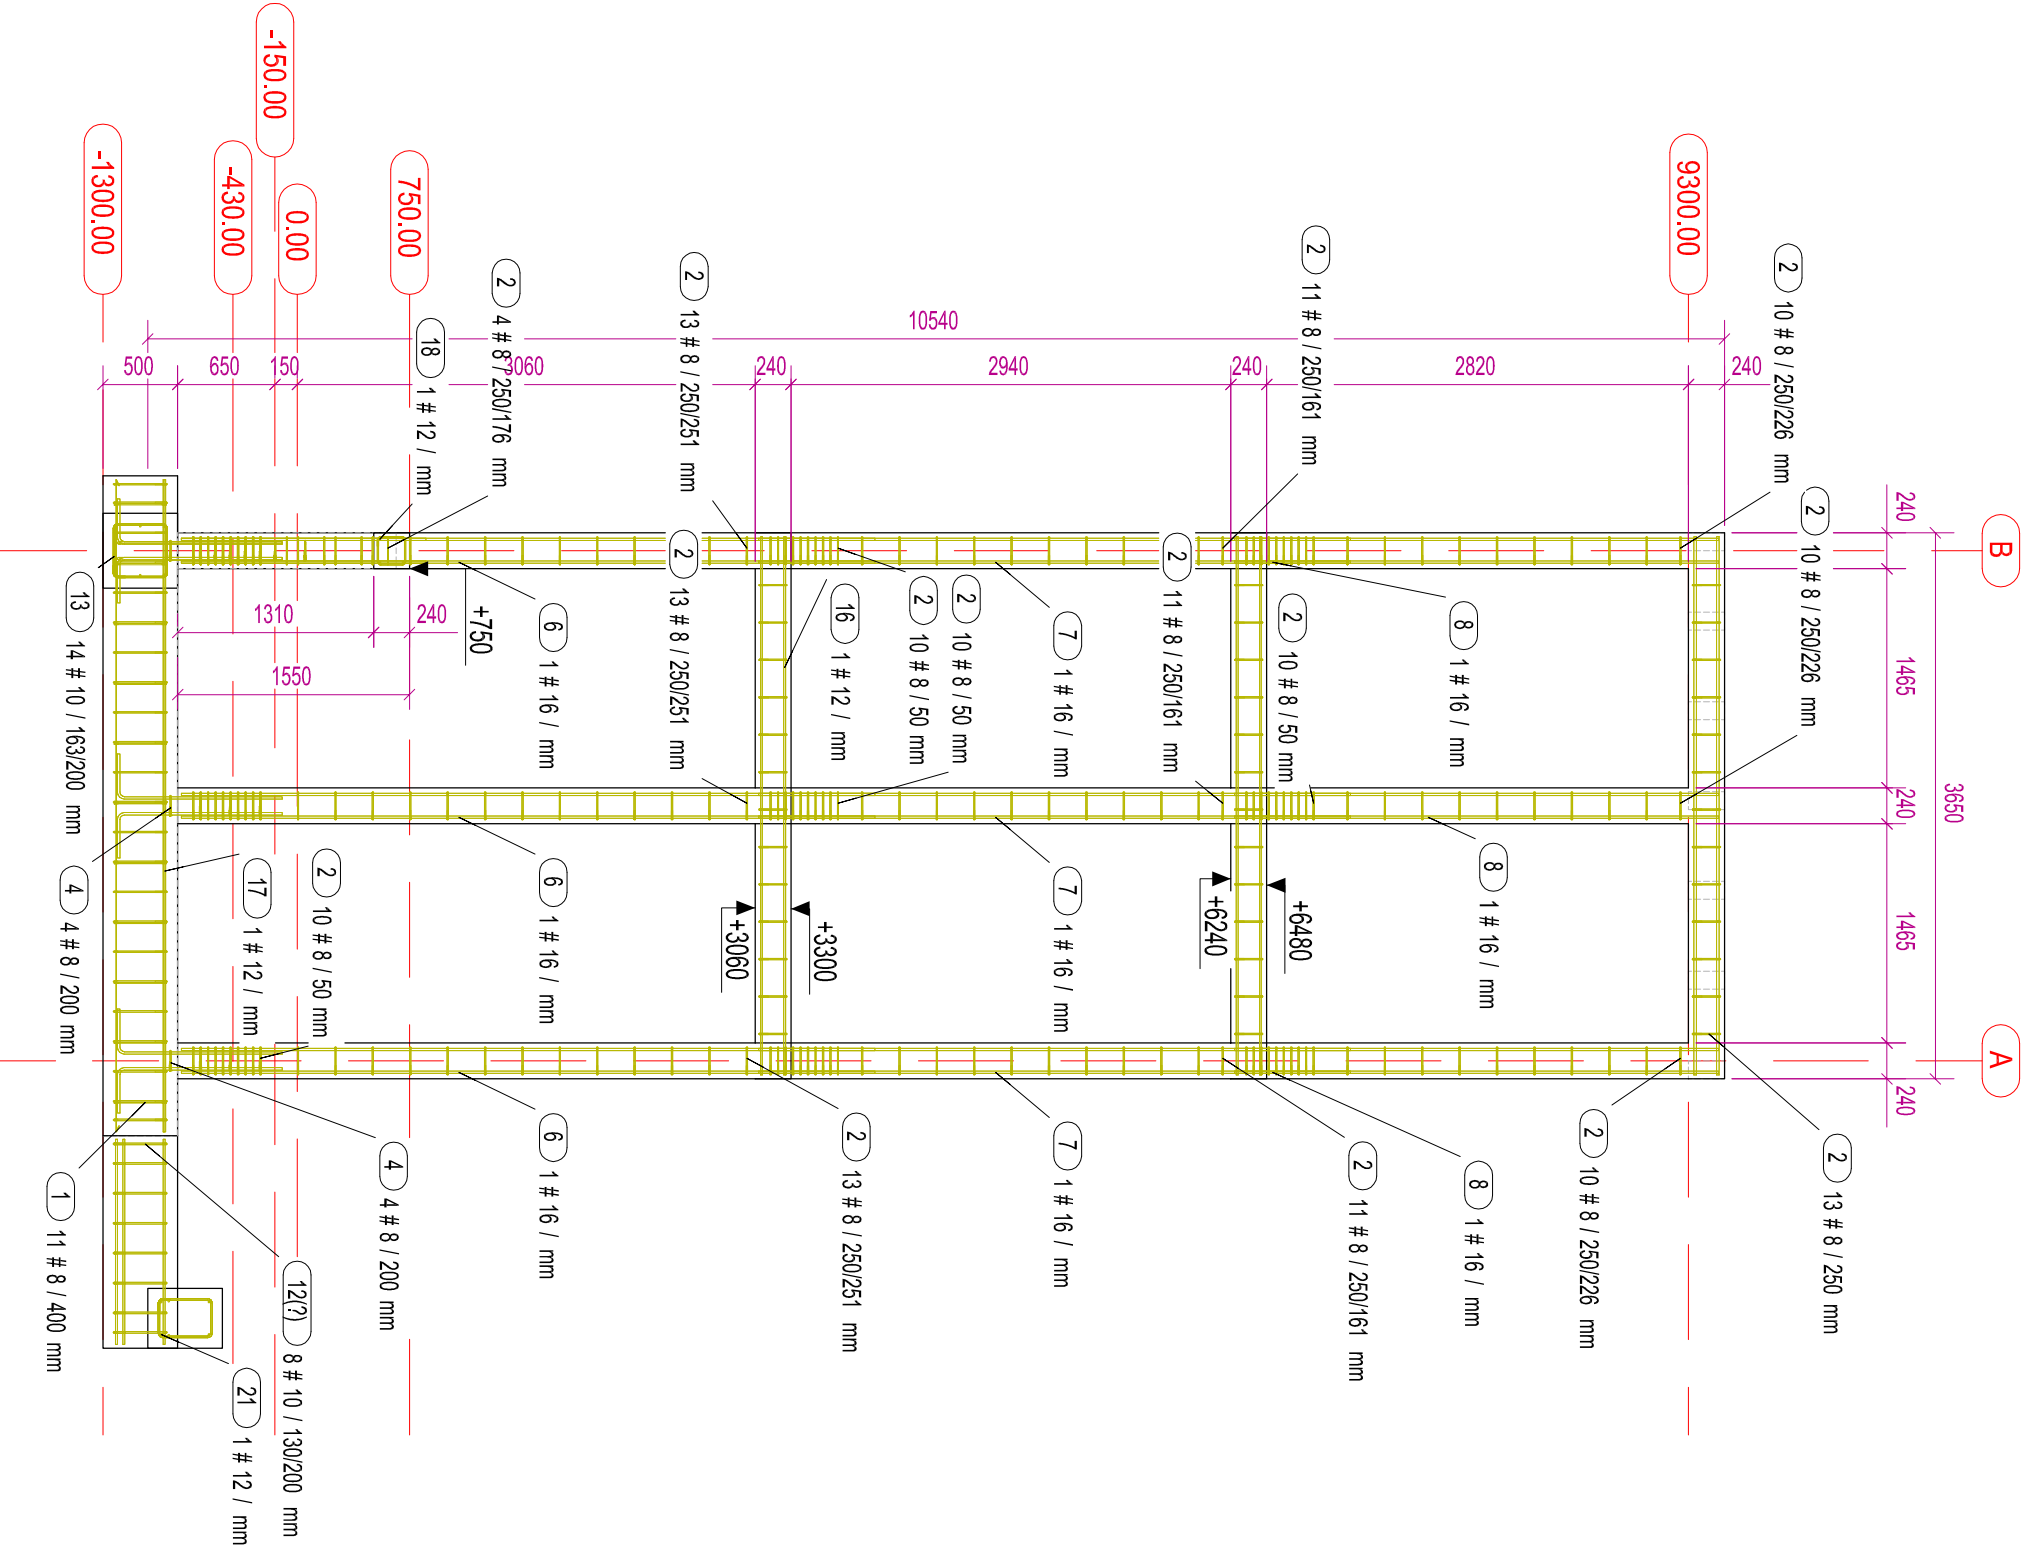 -150.00
-1300.00
-430.00
0.00
750.00
9300.00
B
A
10540
500
650
150
3060
240
2940
240
2820
240
240
1465
240
1465
240
3650
1310
240
1550
+750
+3060
+3300
+6240
+6480
2 4 # 8 / 250/176 mm
18 1 # 12 / mm
2 13 # 8 / 250/251 mm
2 11 # 8 / 250/161 mm
2 10 # 8 / 250/226 mm
2 10 # 8 / 250/226 mm
13 14 # 10 / 163/200 mm
6 1 # 16 / mm
2 13 # 8 / 250/251 mm
16 1 # 12 / mm
2 10 # 8 / 50 mm
2 10 # 8 / 50 mm
7 1 # 16 / mm
2 11 # 8 / 250/161 mm
2 10 # 8 / 50 mm
8 1 # 16 / mm
4 4 # 8 / 200 mm
17 1 # 12 / mm
2 10 # 8 / 50 mm
6 1 # 16 / mm
7 1 # 16 / mm
8 1 # 16 / mm
1 11 # 8 / 400 mm
4 4 # 8 / 200 mm
12(?) 8 # 10 / 130/200 mm
21 1 # 12 / mm
6 1 # 16 / mm
2 13 # 8 / 250/251 mm
7 1 # 16 / mm
2 11 # 8 / 250/161 mm
8 1 # 16 / mm
2 10 # 8 / 250/226 mm
2 13 # 8 / 250 mm